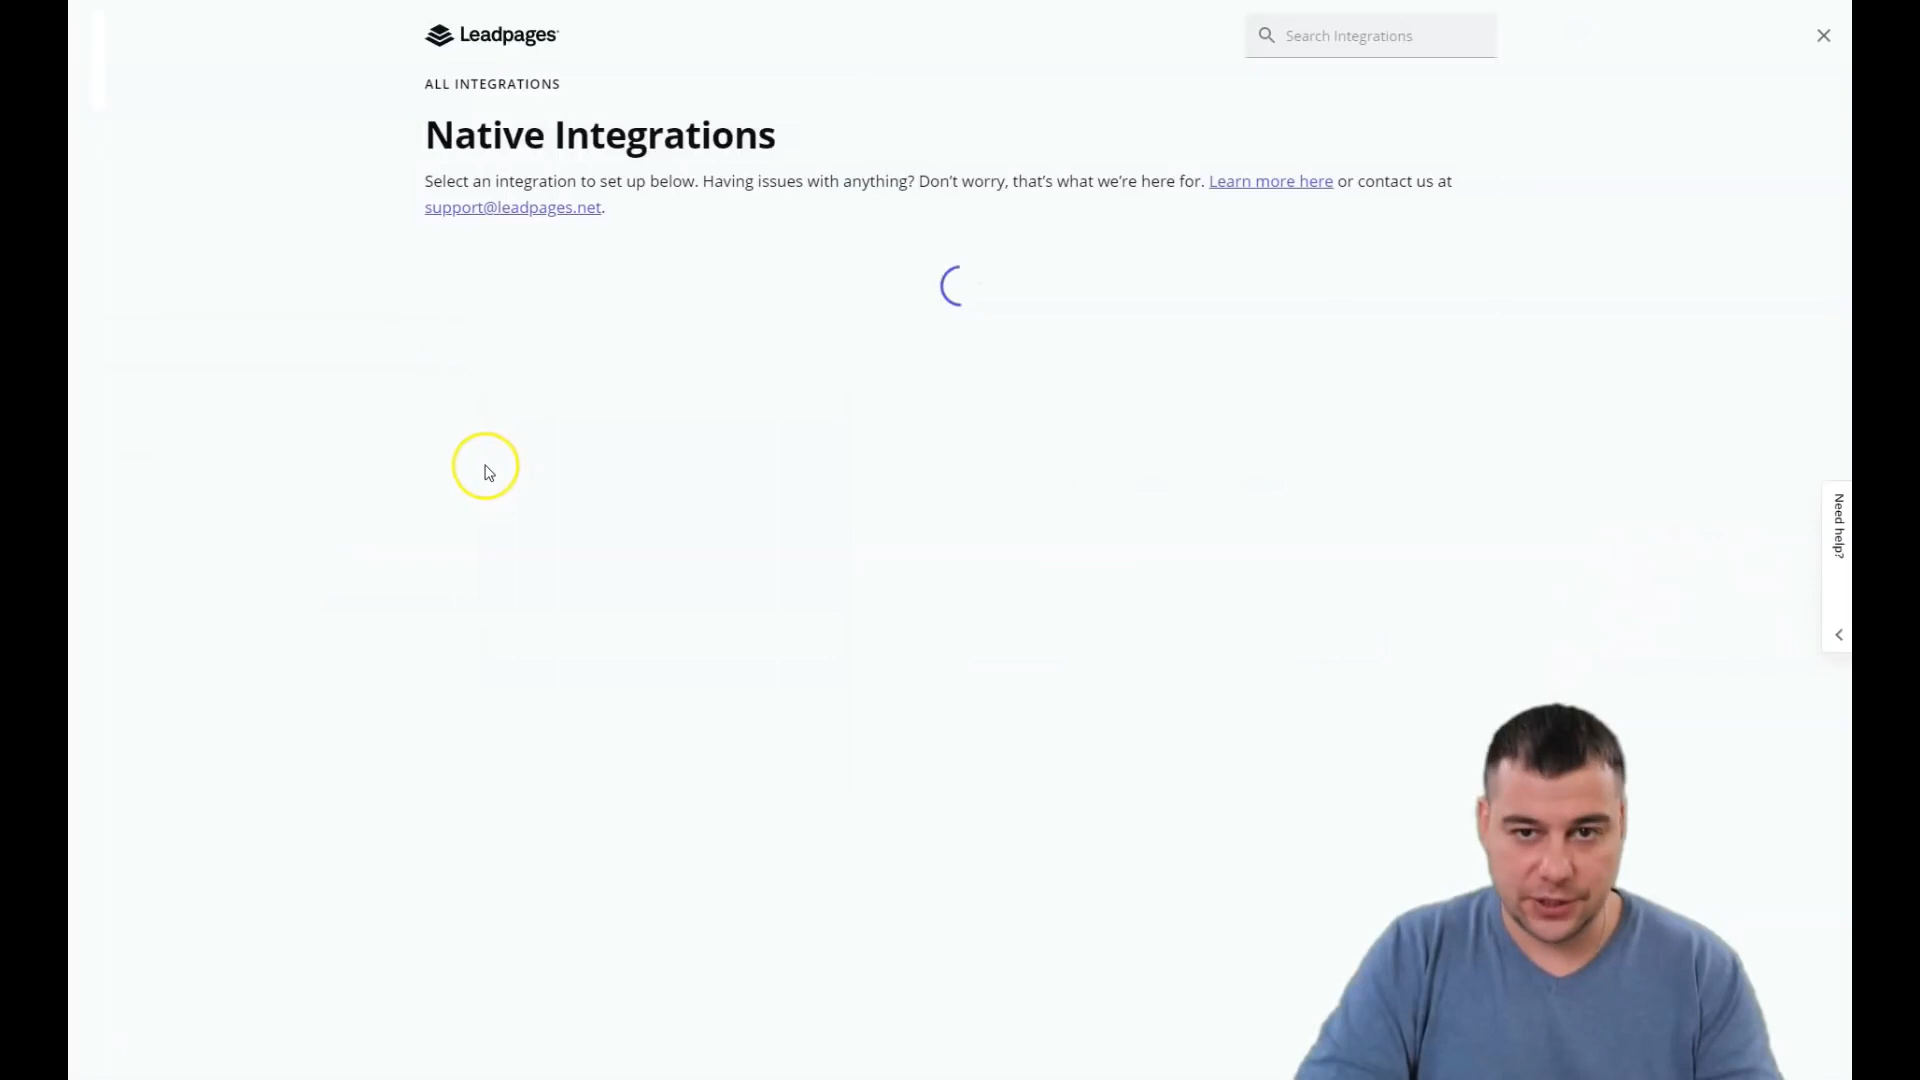 Leadpages
Search Integrations
ALL INTEGRATIONS
Native Integrations
Select an integration to set up below. Having issues with anything? Don't worry, that's what we're here for. Learn more here or contact us at
support@leadpages.net.
Need help?